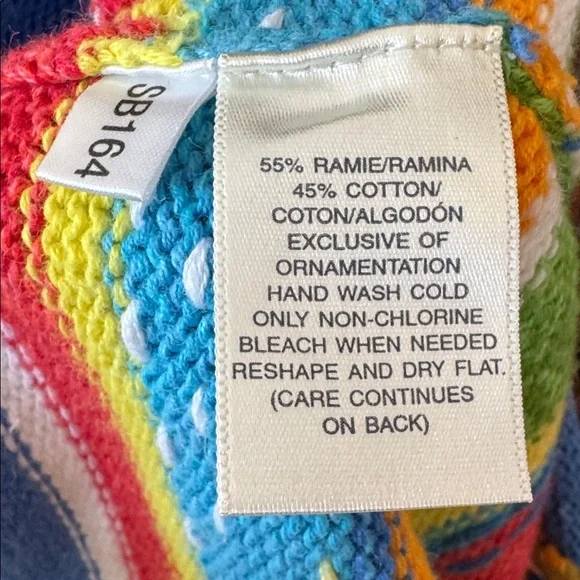 SB164
55% RAMIE/RAMINA
45% COTTON/
COTON/ALGODÓN
EXCLUSIVE OF
ORNAMENTATION
HAND WASH COLD
ONLY NON-CHLORINE
BLEACH WHEN NEEDED
RESHAPE AND DRY FLAT.
(CARE CONTINUES
ON BACK)